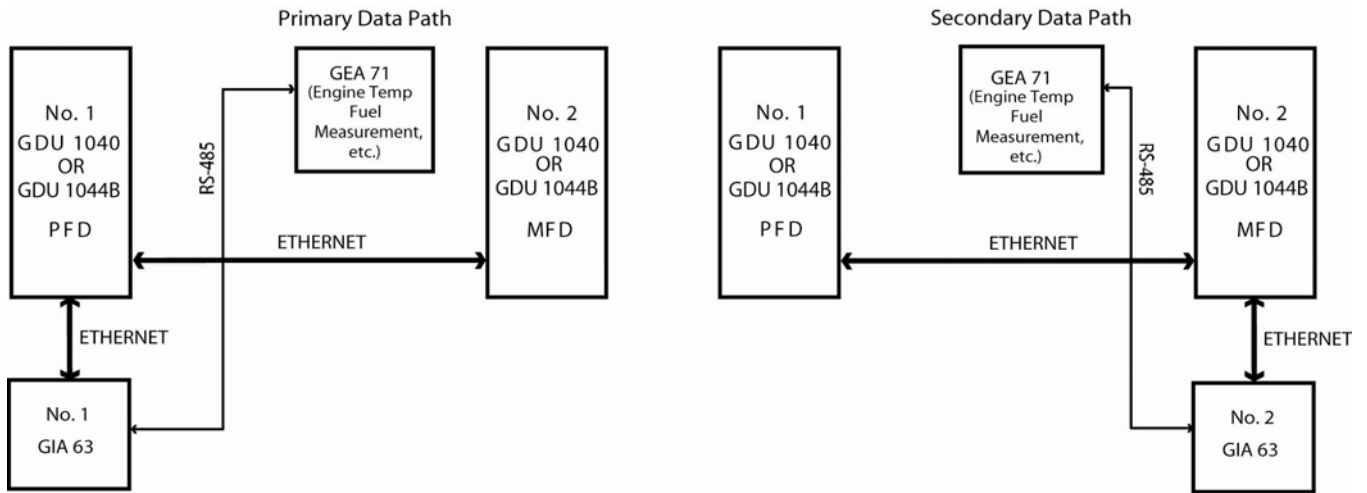 Primary Data Path
No. 1
GDU 1040
OR
GDU 1044B
PFD
GEA 71
(Engine Temp
Fuel
Measurement,
etc.)
No. 2
GDU 1040
OR
GDU 1044B
MFD
RS-485
ETHERNET
ETHERNET
No. 1
GIA 63
Secondary Data Path
No. 1
GDU 1040
OR
GDU 1044B
PFD
GEA 71
(Engine Temp
Fuel
Measurement,
etc.)
No. 2
GDU 1040
OR
GDU 1044B
MFD
RS-485
ETHERNET
ETHERNET
No. 2
GIA 63